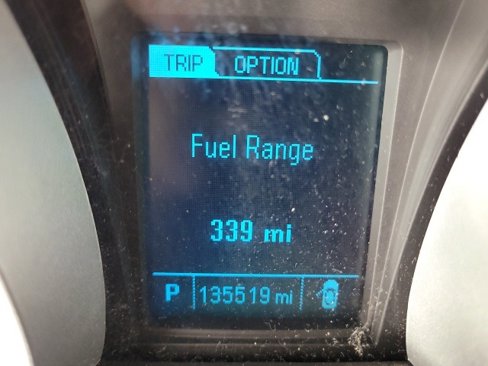 TRIP OPTION
Fuel Range
339 mi
P 135519 mi